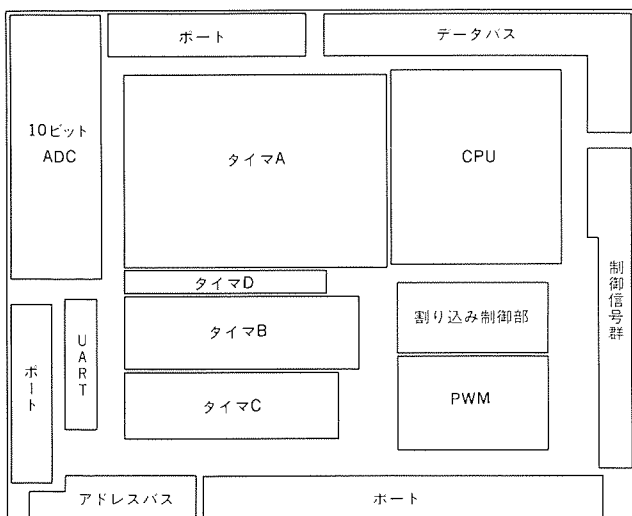 ポート
データバス
10ビット
ADC
タイマA
CPU
制御信号群
タイマD
タイマB
割り込み制御部
UART
ポート
タイマC
PWM
アドレスバス
ポート